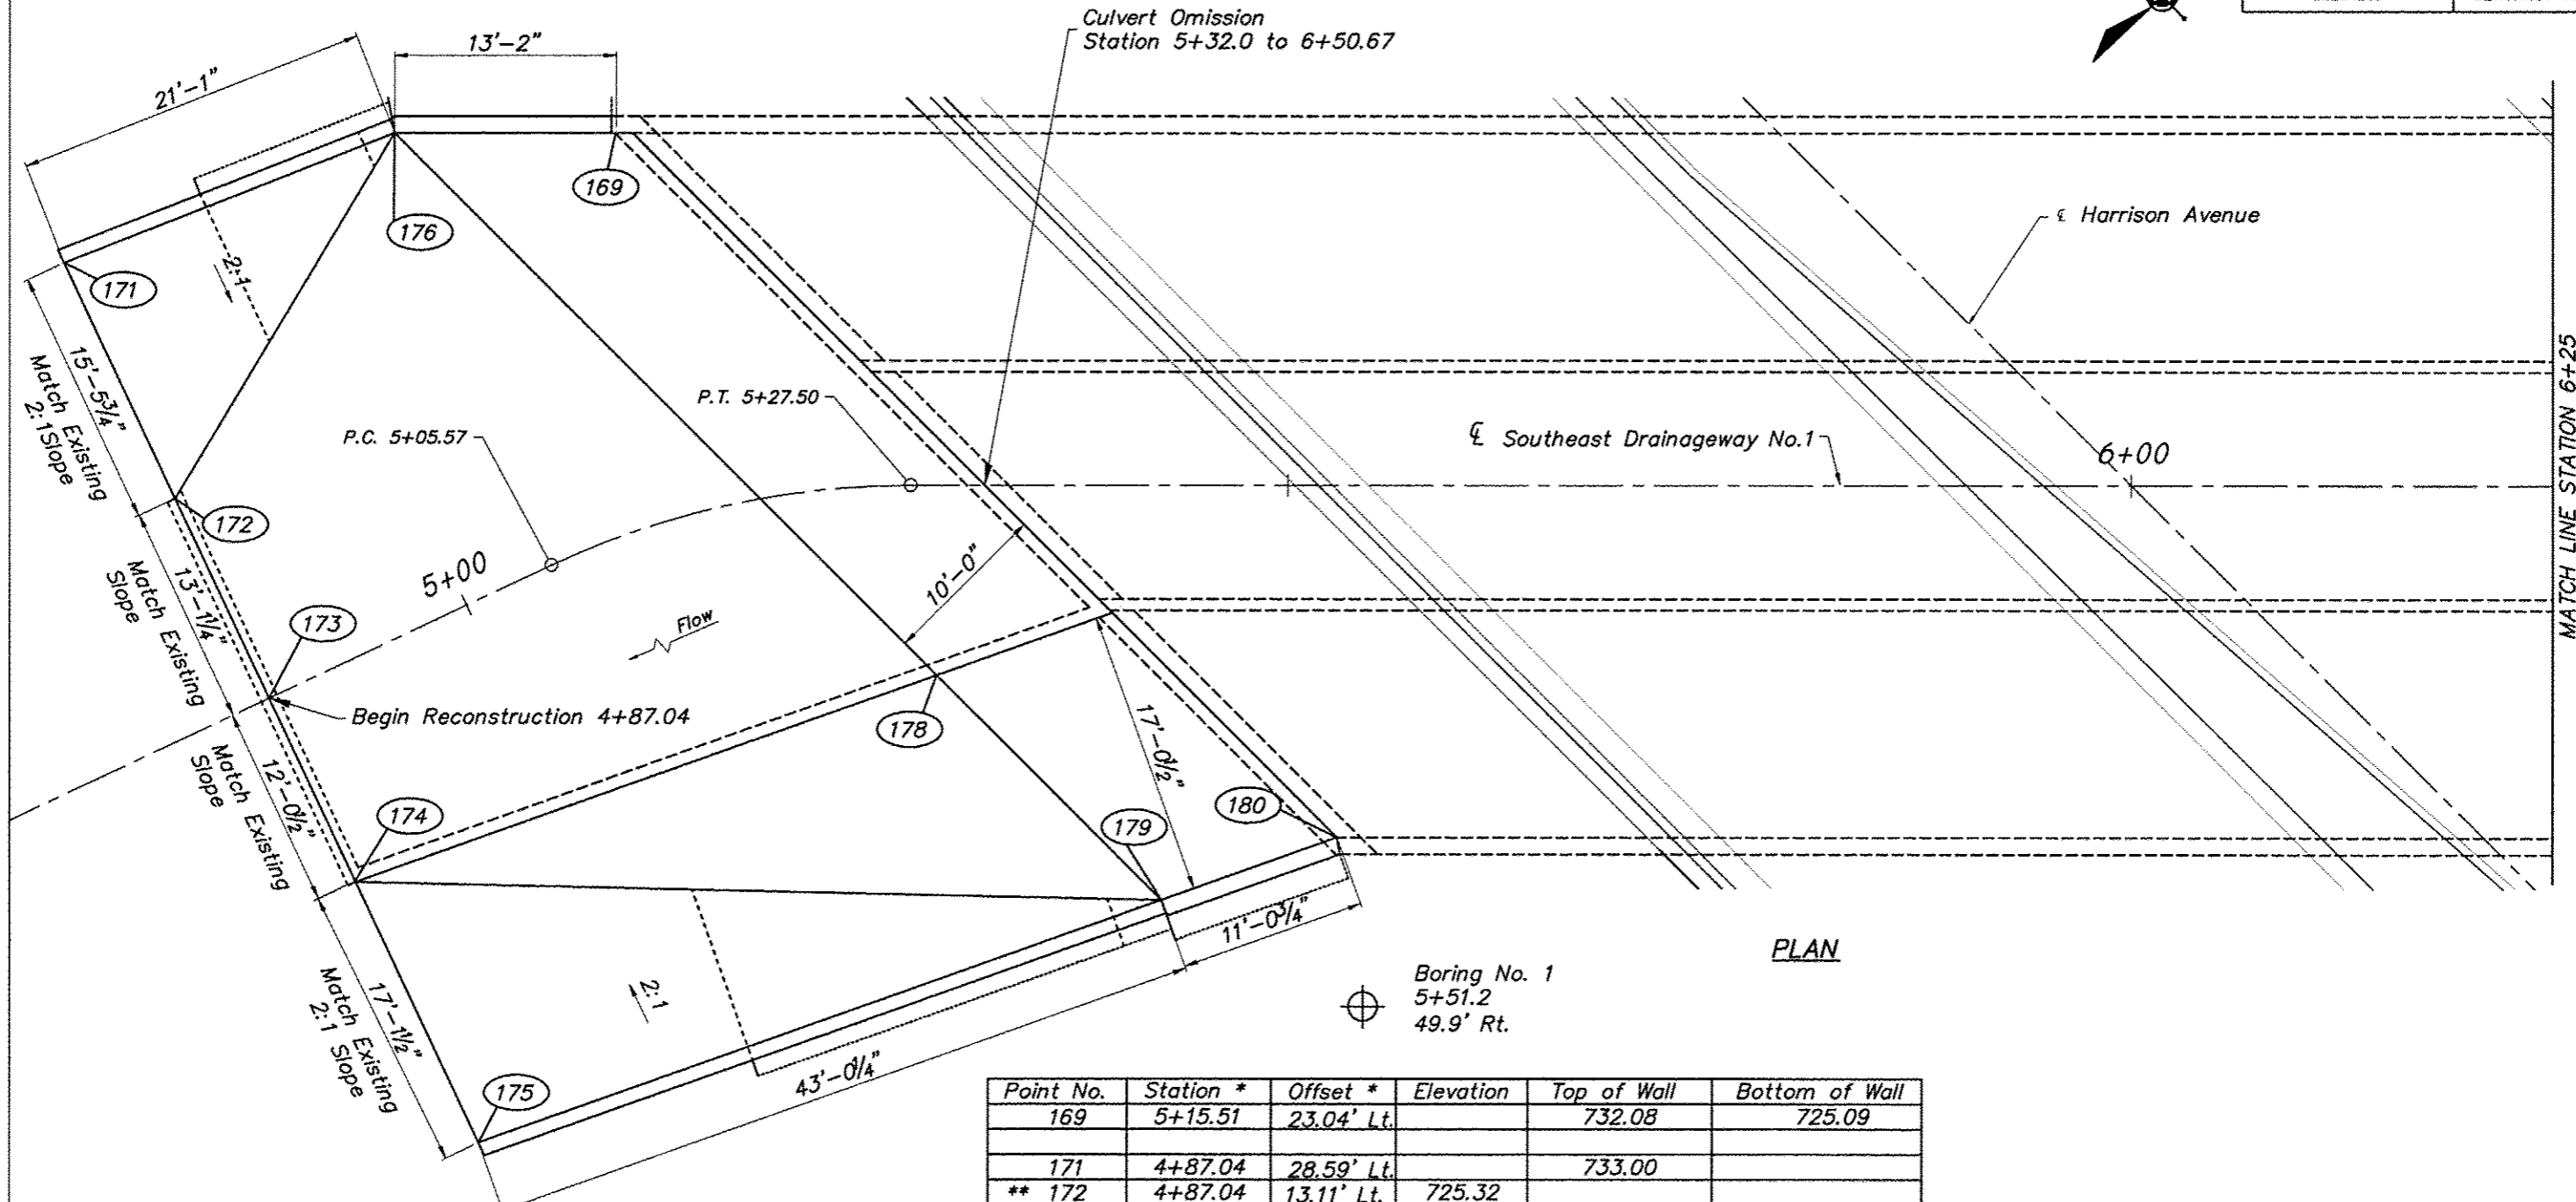 Culvert Omission
Station 5+32.0 to 6+50.67
13'-2"
21'-1"
169
176
171
2:1
℄ Harrison Avenue
15'-5¾"
Match Existing
2:1 Slope
P.T. 5+27.50
P.C. 5+05.57
℄ Southeast Drainageway No.1
6+00
MATCH LINE STATION 6+25
172
5+00
10'-0"
13'-1¼"
Match Existing
Slope
173
Flow
Begin Reconstruction 4+87.04
178
17'-0½"
12'-0½"
Match Existing
Slope
174
179
180
11'-0¾"
PLAN
Boring No. 1
5+51.2
49.9' Rt.
2:1
17'-1½"
Match Existing
2:1 Slope
43'-0¼"
175
Point No. Station * Offset * Elevation Top of Wall Bottom of Wall
169 5+15.51 23.04' Lt. 732.08 725.09
171 4+87.04 28.59' Lt. 733.00
** 172 4+87.04 13.11' Lt. 725.32